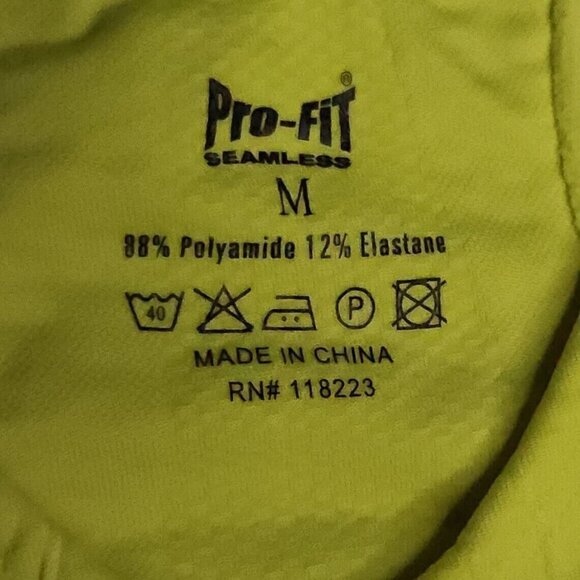 Pro-FiT®
SEAMLESS
M
88% Polyamide 12% Elastane
40 P
MADE IN CHINA
RN# 118223